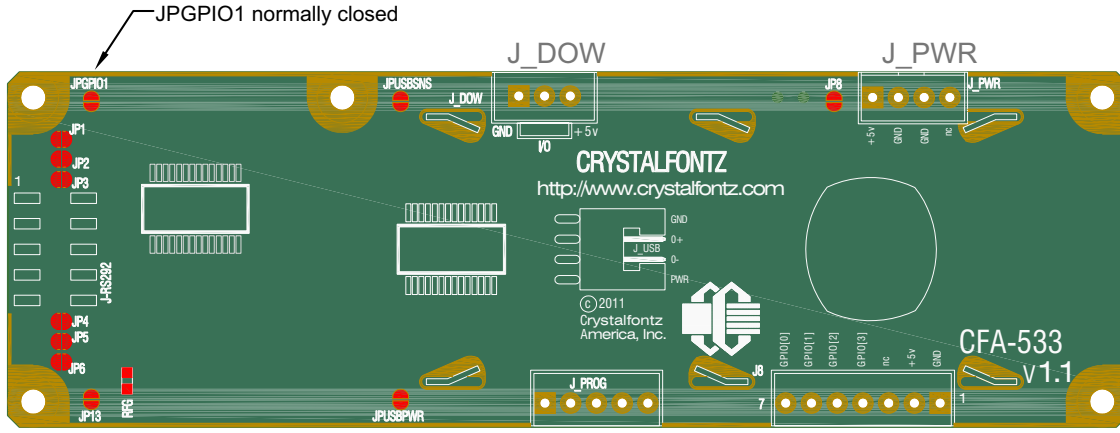 JPGPIO1 normally closed
J_DOW
J_PWR
JPGPIO1
JPUSBSNS
J_DOW
JP8
J_PWR
GND
I/O
+5v
+5v
GND
GND
nc
JP1
JP2
JP3
1
CRYSTALFONTZ
http://www.crystalfontz.com
GND
0+
J_USB
0-
PWR
J-RS292
© 2011
Crystalfontz
America, Inc.
JP4
JP5
JP6
GPIO[0]
GPIO[1]
GPIO[2]
GPIO[3]
nc
+5v
GND
CFA-533
v1.1
J_PROG
J8
7
1
JP13
RFG
JPUSBPWR